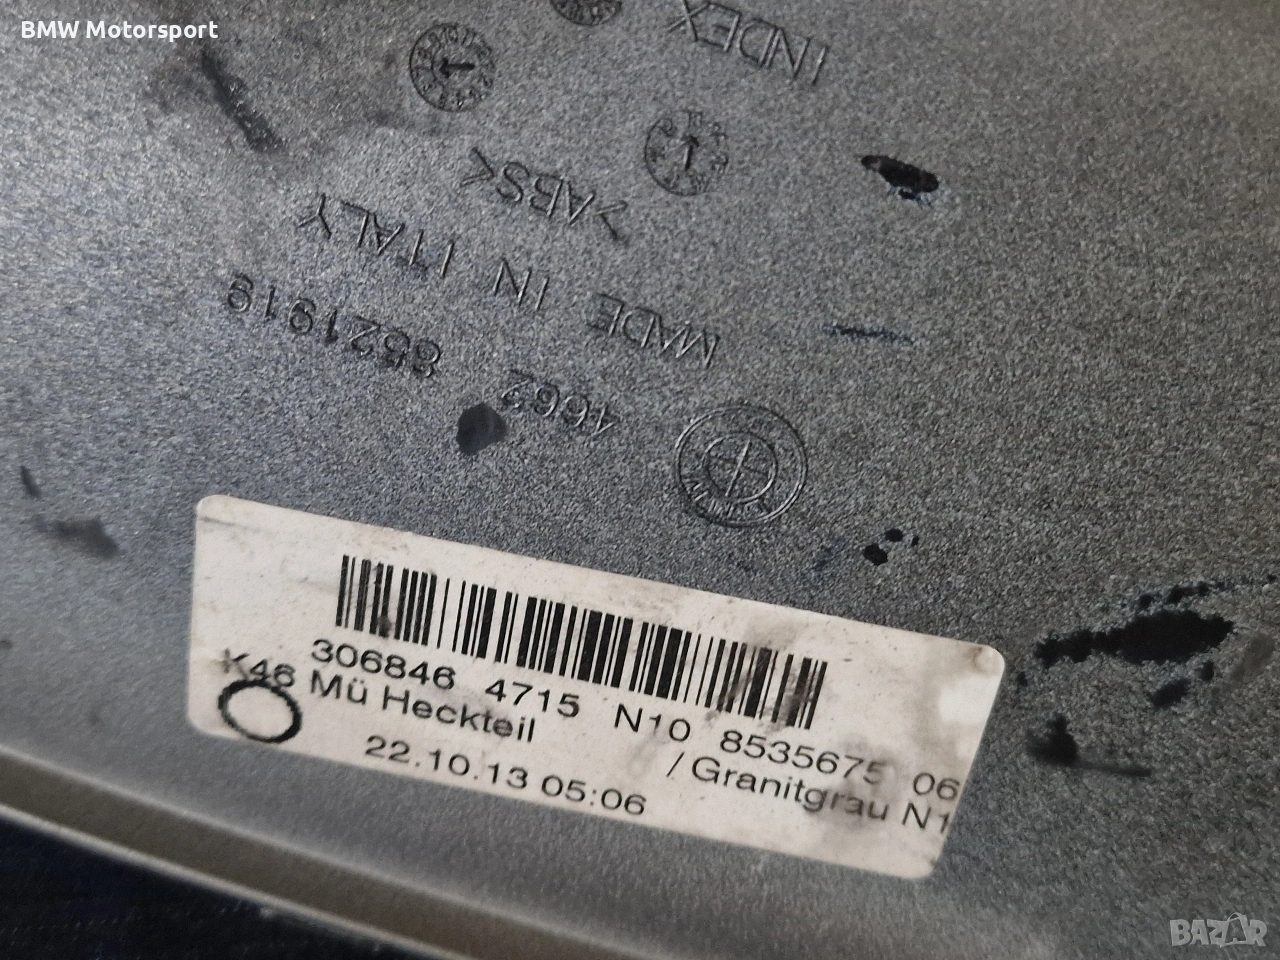 BMW Motorsport
INDEX
>ABS<
MADE IN ITALY
4662 8521919
306846 4715 N10 8535675 06
K46 Mü Heckteil / Granitgrau N1
22.10.13 05:06
BAZAR